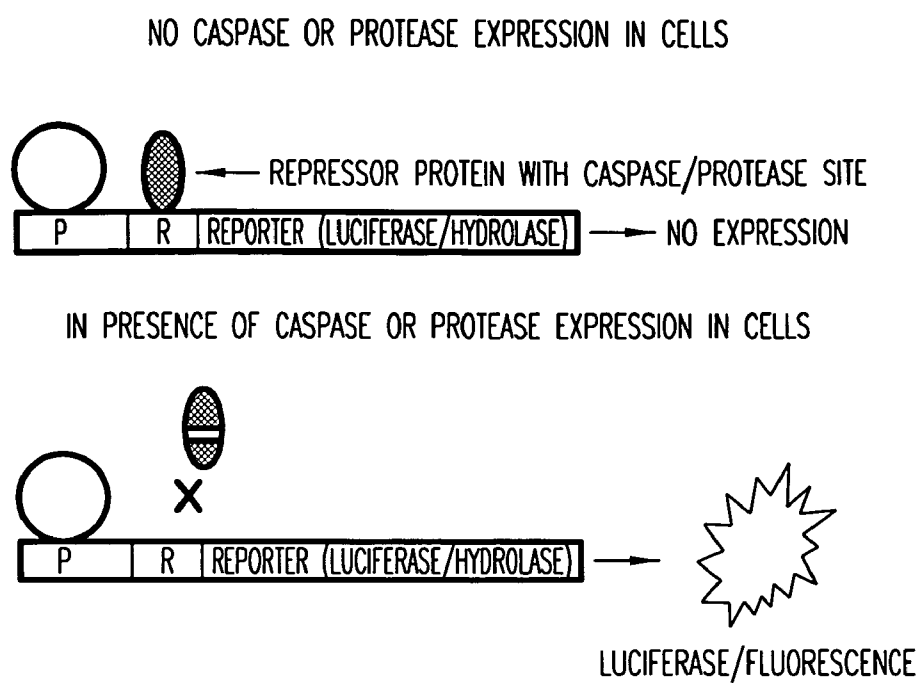 NO CASPASE OR PROTEASE EXPRESSION IN CELLS
REPRESSOR PROTEIN WITH CASPASE/PROTEASE SITE
P R REPORTER (LUCIFERASE/HYDROLASE) NO EXPRESSION
IN PRESENCE OF CASPASE OR PROTEASE EXPRESSION IN CELLS
X
P R REPORTER (LUCIFERASE/HYDROLASE)
LUCIFERASE/FLUORESCENCE